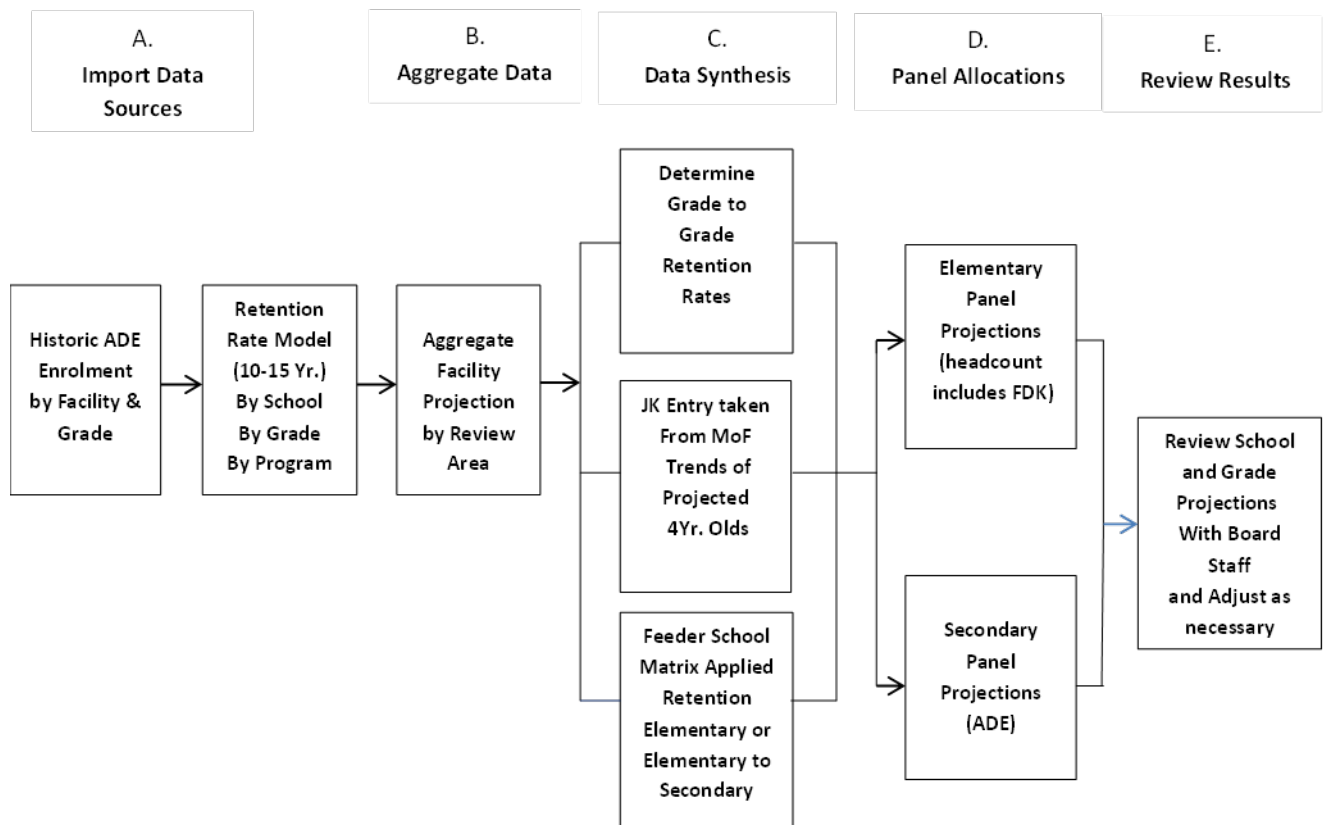 A.
Import Data
Sources
B.
Aggregate Data
C.
Data Synthesis
D.
Panel Allocations
E.
Review Results
Historic ADE
Enrolment
by Facility &
Grade
Retention
Rate Model
(10-15 Yr.)
By School
By Grade
By Program
Aggregate
Facility
Projection
by Review
Area
Determine
Grade to
Grade
Retention
Rates
JK Entry taken
From MoF
Trends of
Projected
4Yr. Olds
Feeder School
Matrix Applied
Retention
Elementary or
Elementary to
Secondary
Elementary
Panel
Projections
(headcount
includes FDK)
Secondary
Panel
Projections
(ADE)
Review School
and Grade
Projections
With Board
Staff
and Adjust as
necessary